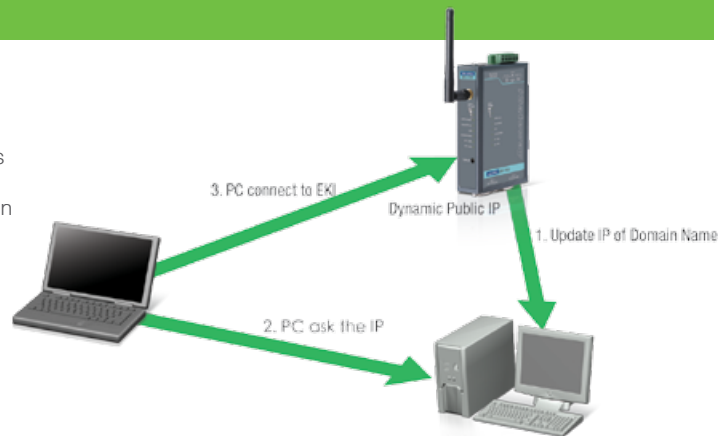 s
n
3. PC connect to EKI
Dynamic Public IP
1. Update IP of Domain Name
2. PC ask the IP